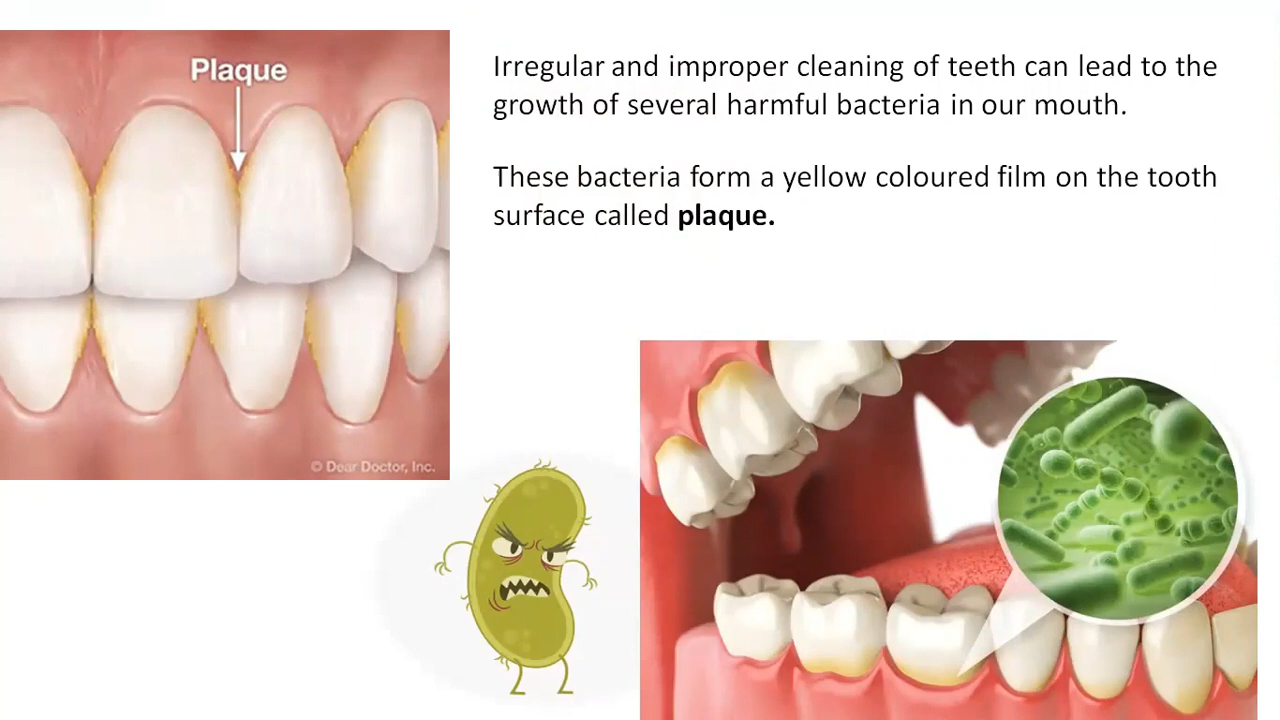 Plaque
© Dear Doctor, Inc.
Irregular and improper cleaning of teeth can lead to the
growth of several harmful bacteria in our mouth.
These bacteria form a yellow coloured film on the tooth
surface called plaque.